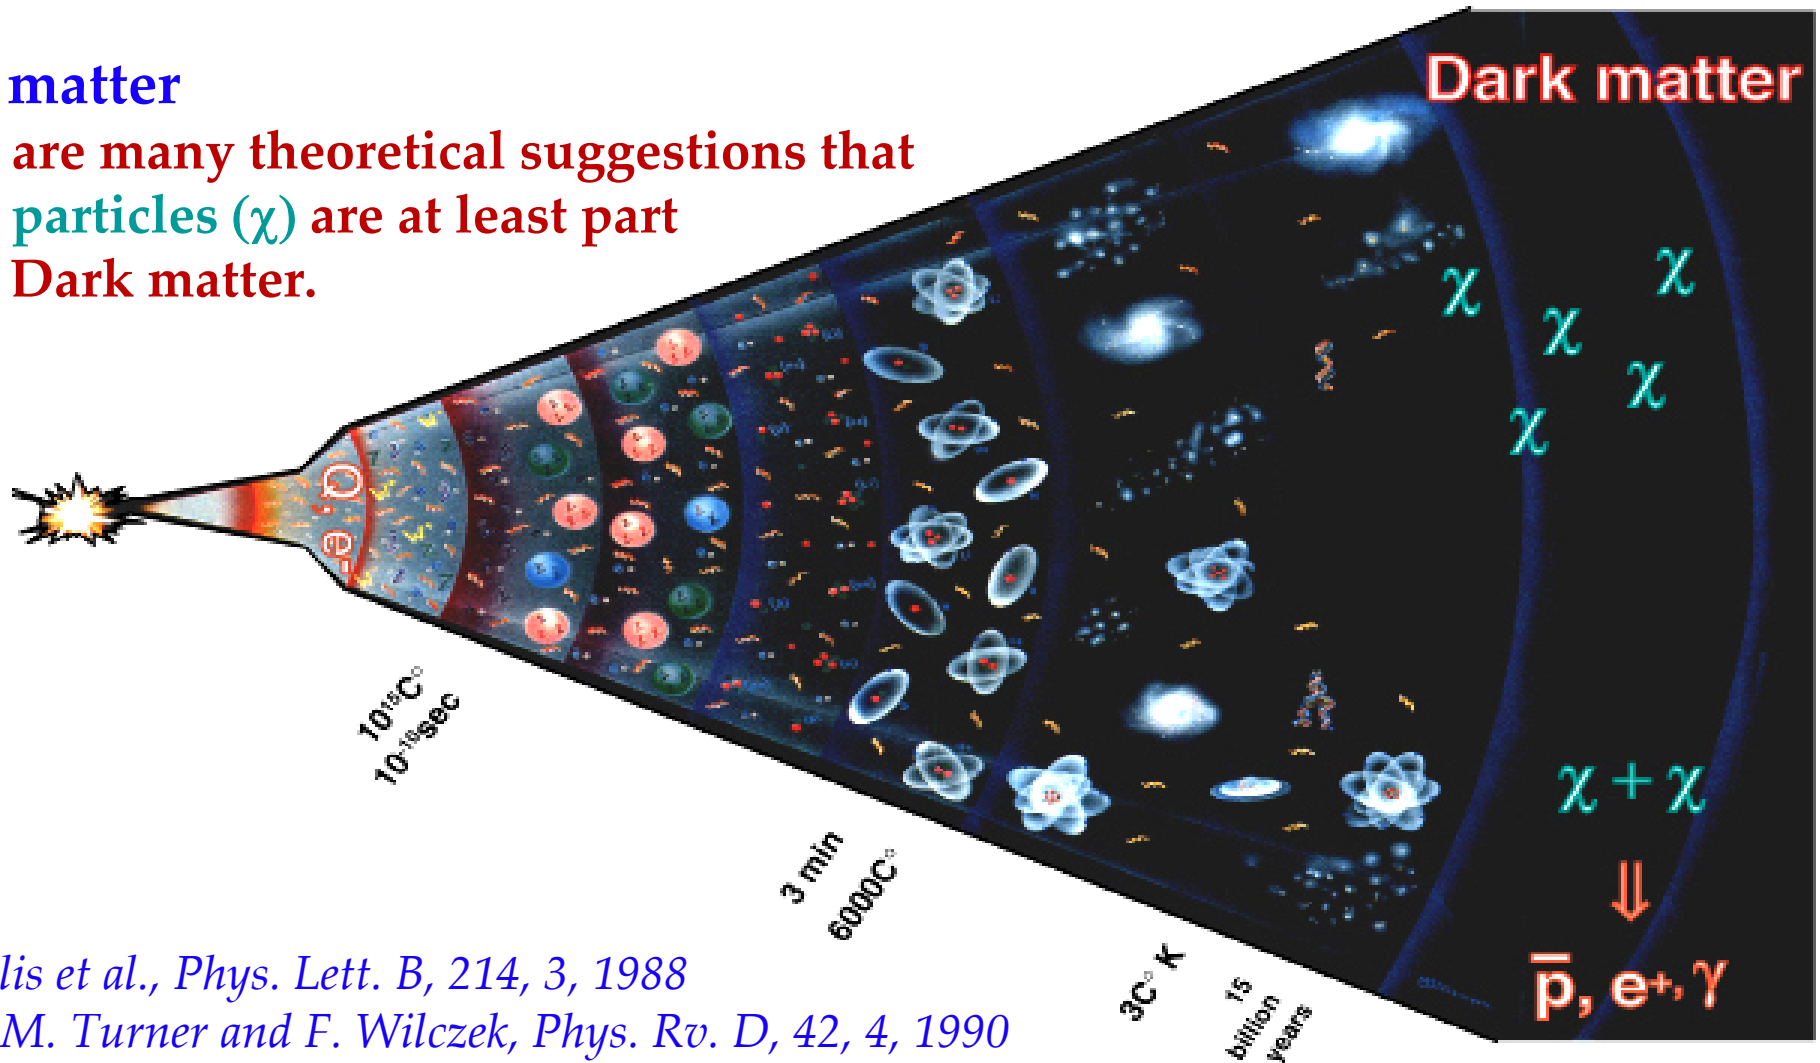 matter
are many theoretical suggestions that
particles (χ) are at least part
Dark matter.
Dark matter
χ
χ
χ
χ
χ
Q, e-
10¹⁵C°
10⁻¹⁰sec
3 min
6000C°
3C° K
15
billion
years
χ + χ
⇓
p̅, e⁺, γ
lis et al., Phys. Lett. B, 214, 3, 1988
M. Turner and F. Wilczek, Phys. Rv. D, 42, 4, 1990